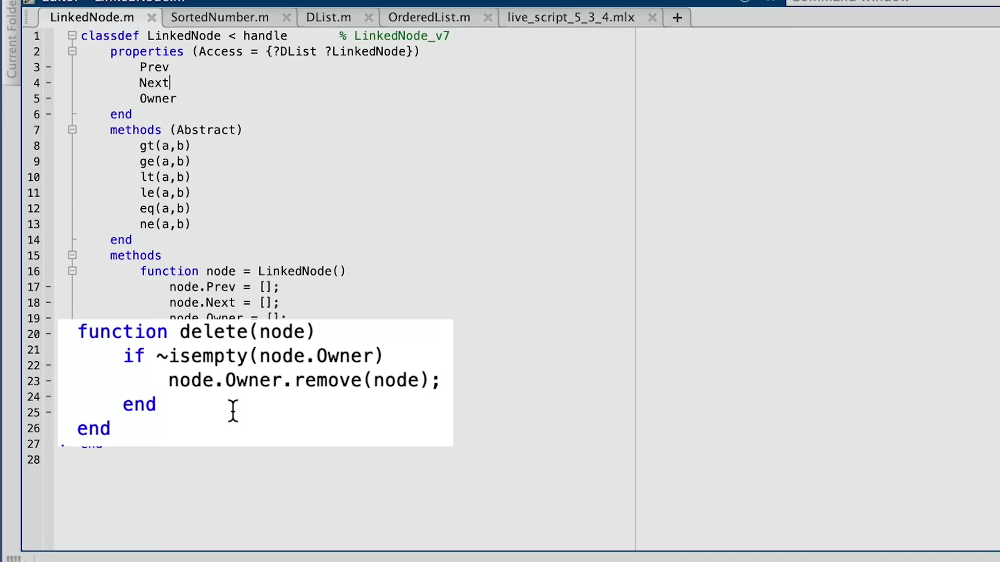 Current Folde
LinkedNode.m SortedNumber.m DList.m OrderedList.m live_script_5_3_4.mlx +
1 classdef LinkedNode < handle % LinkedNode_v7
2 properties (Access = {?DList ?LinkedNode})
3 - Prev
4 - Next
5 - Owner
6 - end
7 methods (Abstract)
8 gt(a,b)
9 ge(a,b)
10 lt(a,b)
11 le(a,b)
12 eq(a,b)
13 ne(a,b)
14 end
15 methods
16 function node = LinkedNode()
17 - node.Prev = [];
18 - node.Next = [];
19 - node.Owner = [];
20 - function delete(node)
21 if ~isempty(node.Owner)
22 -
23 - node.Owner.remove(node);
24 - end
25 -
26 end
27 end
28